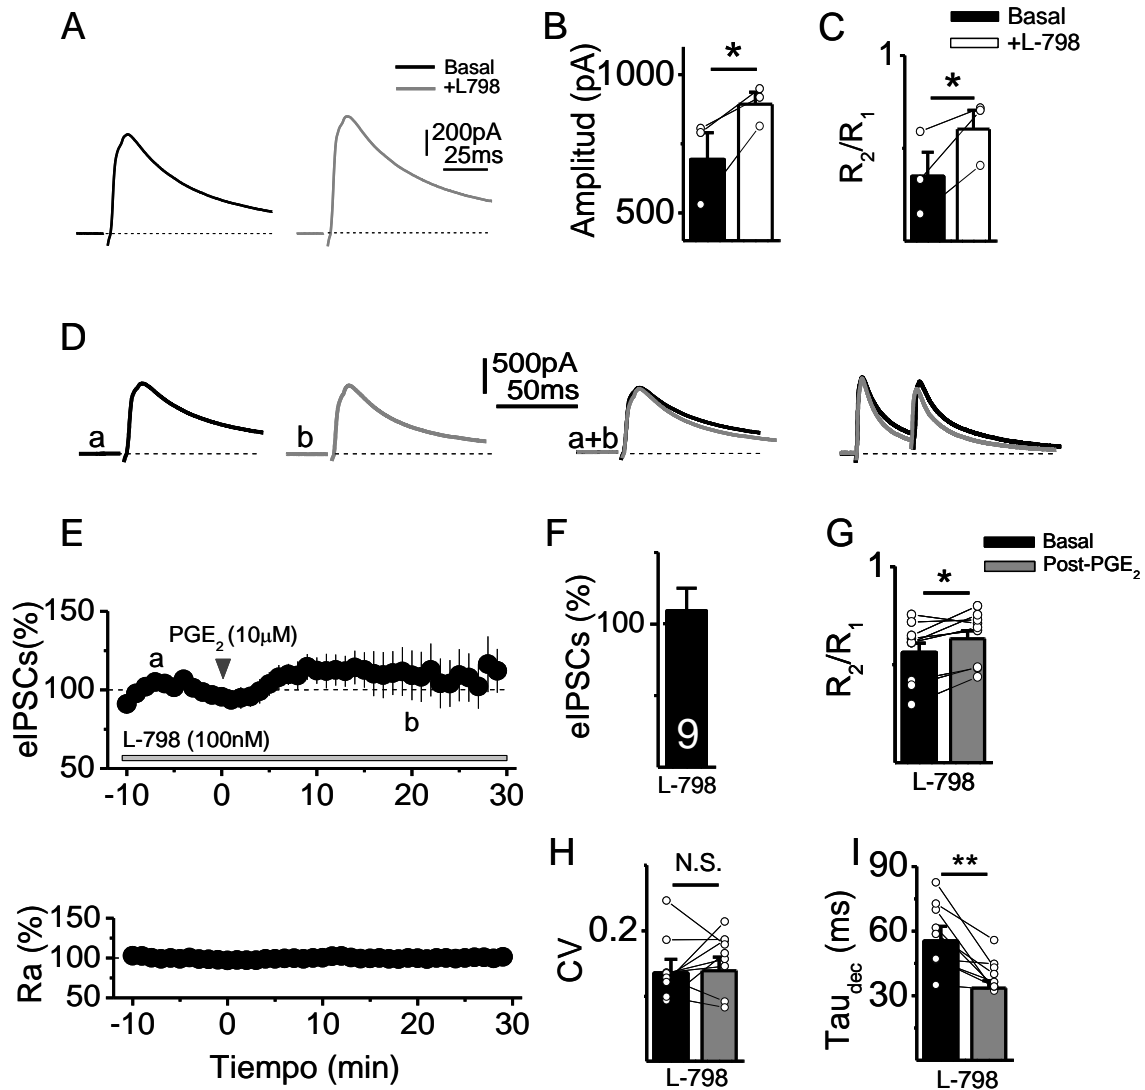 A
Basal
+L798
200pA
25ms
B
Amplitud (pA)
1000
500
*
C
Basal
+L-798
1
R2/R1
*
D
500pA
50ms
a
b
a+b
E
eIPSCs(%)
150
100
50
PGE2 (10µM)
a
b
L-798 (100nM)
-10
0
10
20
30
F
eIPSCs (%)
100
9
L-798
G
Basal
Post-PGE2
1
R2/R1
*
L-798
Ra (%)
150
100
50
-10
0
10
20
30
Tiempo (min)
H
CV
0.2
N.S.
L-798
I
Taudec (ms)
90
60
30
**
L-798